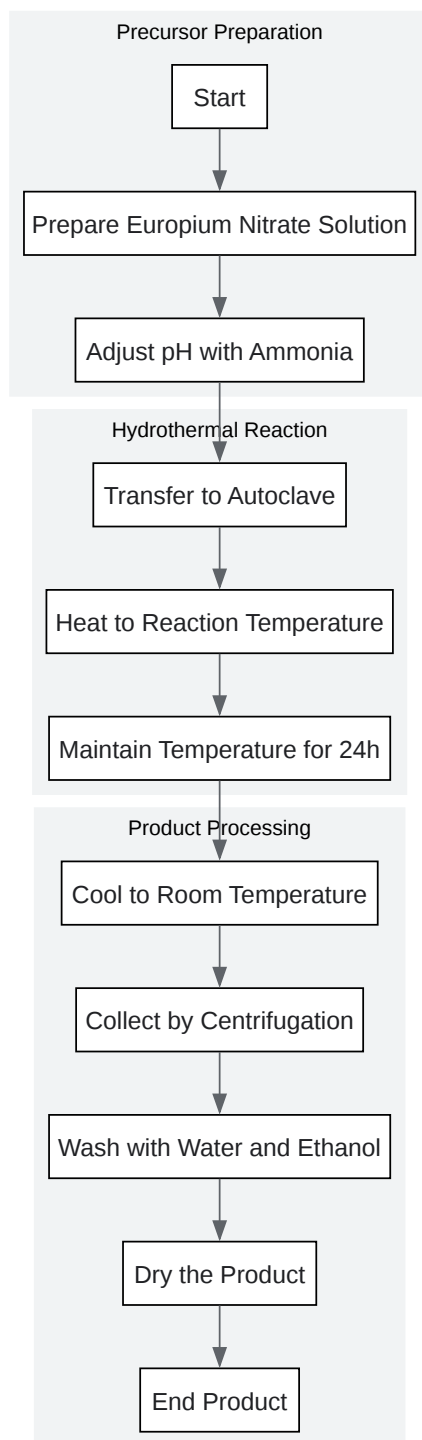 Precursor Preparation
Start
Prepare Europium Nitrate Solution
Adjust pH with Ammonia
Hydrothermal Reaction
Transfer to Autoclave
Heat to Reaction Temperature
Maintain Temperature for 24h
Product Processing
Cool to Room Temperature
Collect by Centrifugation
Wash with Water and Ethanol
Dry the Product
End Product